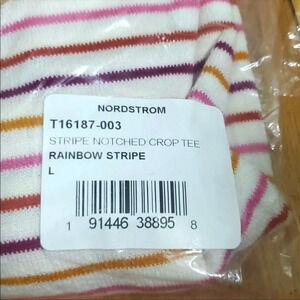 NORDSTROM
T16187-003
STRIPE NOTCHED CROP TEE
RAINBOW STRIPE
L
1 91446 38895 8